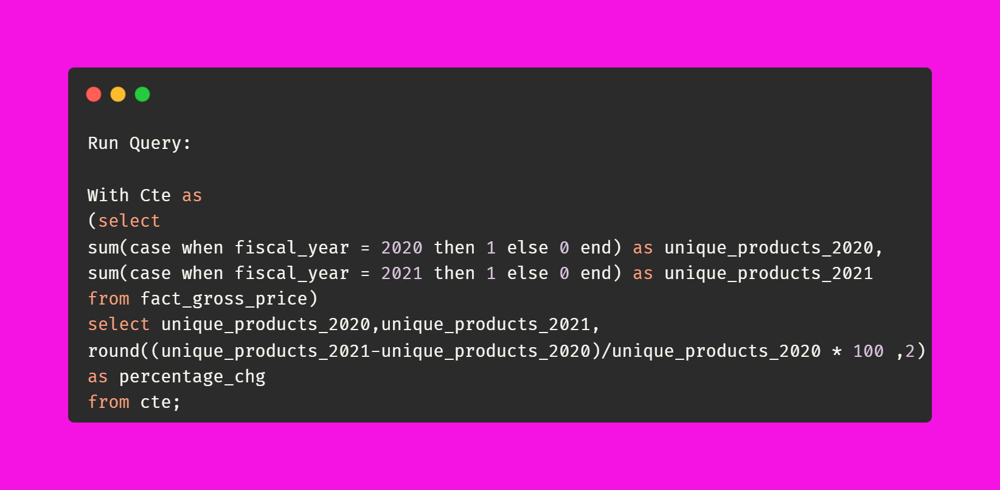 Run Query:
With Cte as
(select
sum(case when fiscal_year = 2020 then 1 else 0 end) as unique_products_2020,
sum(case when fiscal_year = 2021 then 1 else 0 end) as unique_products_2021
from fact_gross_price)
select unique_products_2020,unique_products_2021,
round((unique_products_2021-unique_products_2020)/unique_products_2020 * 100 ,2)
as percentage_chg
from cte;